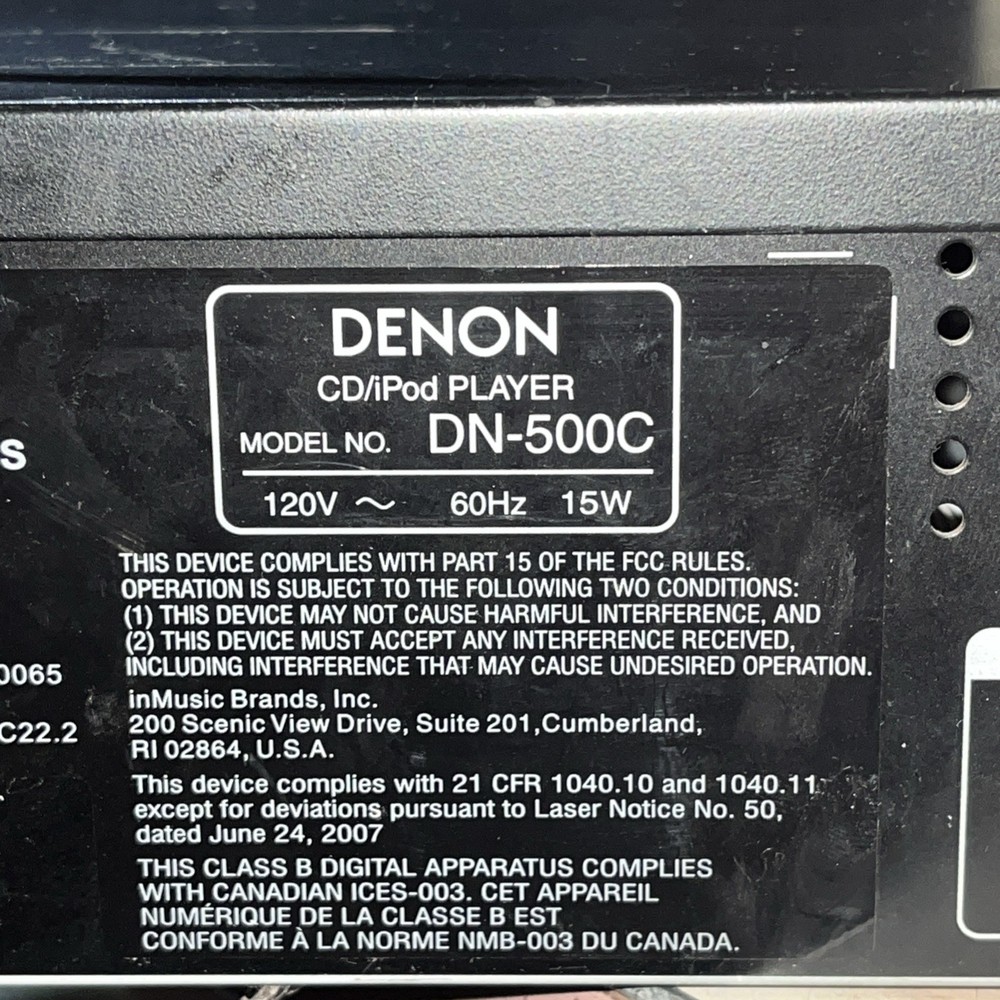 DENON
CD/iPod PLAYER
MODEL NO. DN-500C
120V ~ 60Hz 15W
S
THIS DEVICE COMPLIES WITH PART 15 OF THE FCC RULES.
OPERATION IS SUBJECT TO THE FOLLOWING TWO CONDITIONS:
(1) THIS DEVICE MAY NOT CAUSE HARMFUL INTERFERENCE, AND
(2) THIS DEVICE MUST ACCEPT ANY INTERFERENCE RECEIVED,
INCLUDING INTERFERENCE THAT MAY CAUSE UNDESIRED OPERATION.
0065
inMusic Brands, Inc.
200 Scenic View Drive, Suite 201,Cumberland,
RI 02864, U.S.A.
C22.2
This device complies with 21 CFR 1040.10 and 1040.11
except for deviations pursuant to Laser Notice No. 50,
dated June 24, 2007
THIS CLASS B DIGITAL APPARATUS COMPLIES
WITH CANADIAN ICES-003. CET APPAREIL
NUMÉRIQUE DE LA CLASSE B EST
CONFORME À LA NORME NMB-003 DU CANADA.